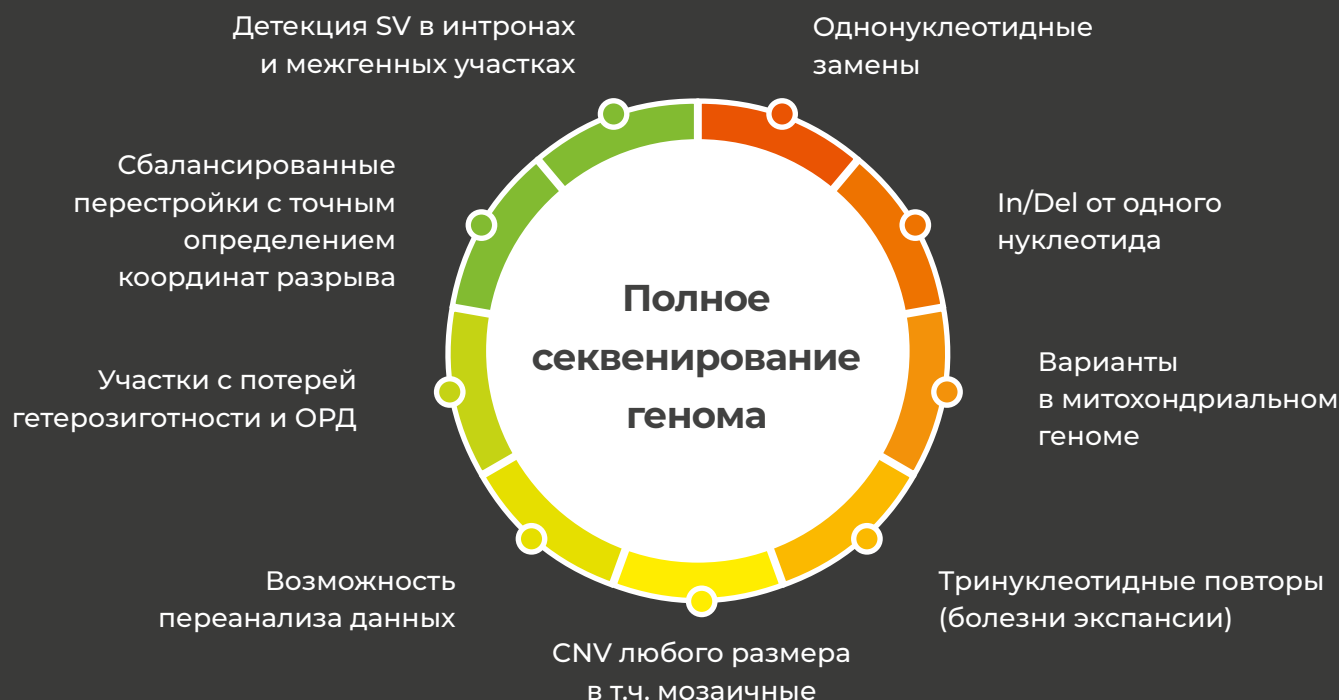 Детекция SV в интронах
и межгенных участках
Однонуклеотидные
замены
Сбалансированные
перестройки с точным
определением
координат разрыва
In/Del от одного
нуклеотида
Полное
секвенирование
генома
Участки с потерей
гетерозиготности и ОРД
Варианты
в митохондриальном
геноме
Возможность
переанализа данных
Тринуклеотидные повторы
(болезни экспансии)
CNV любого размера
в т.ч. мозаичные